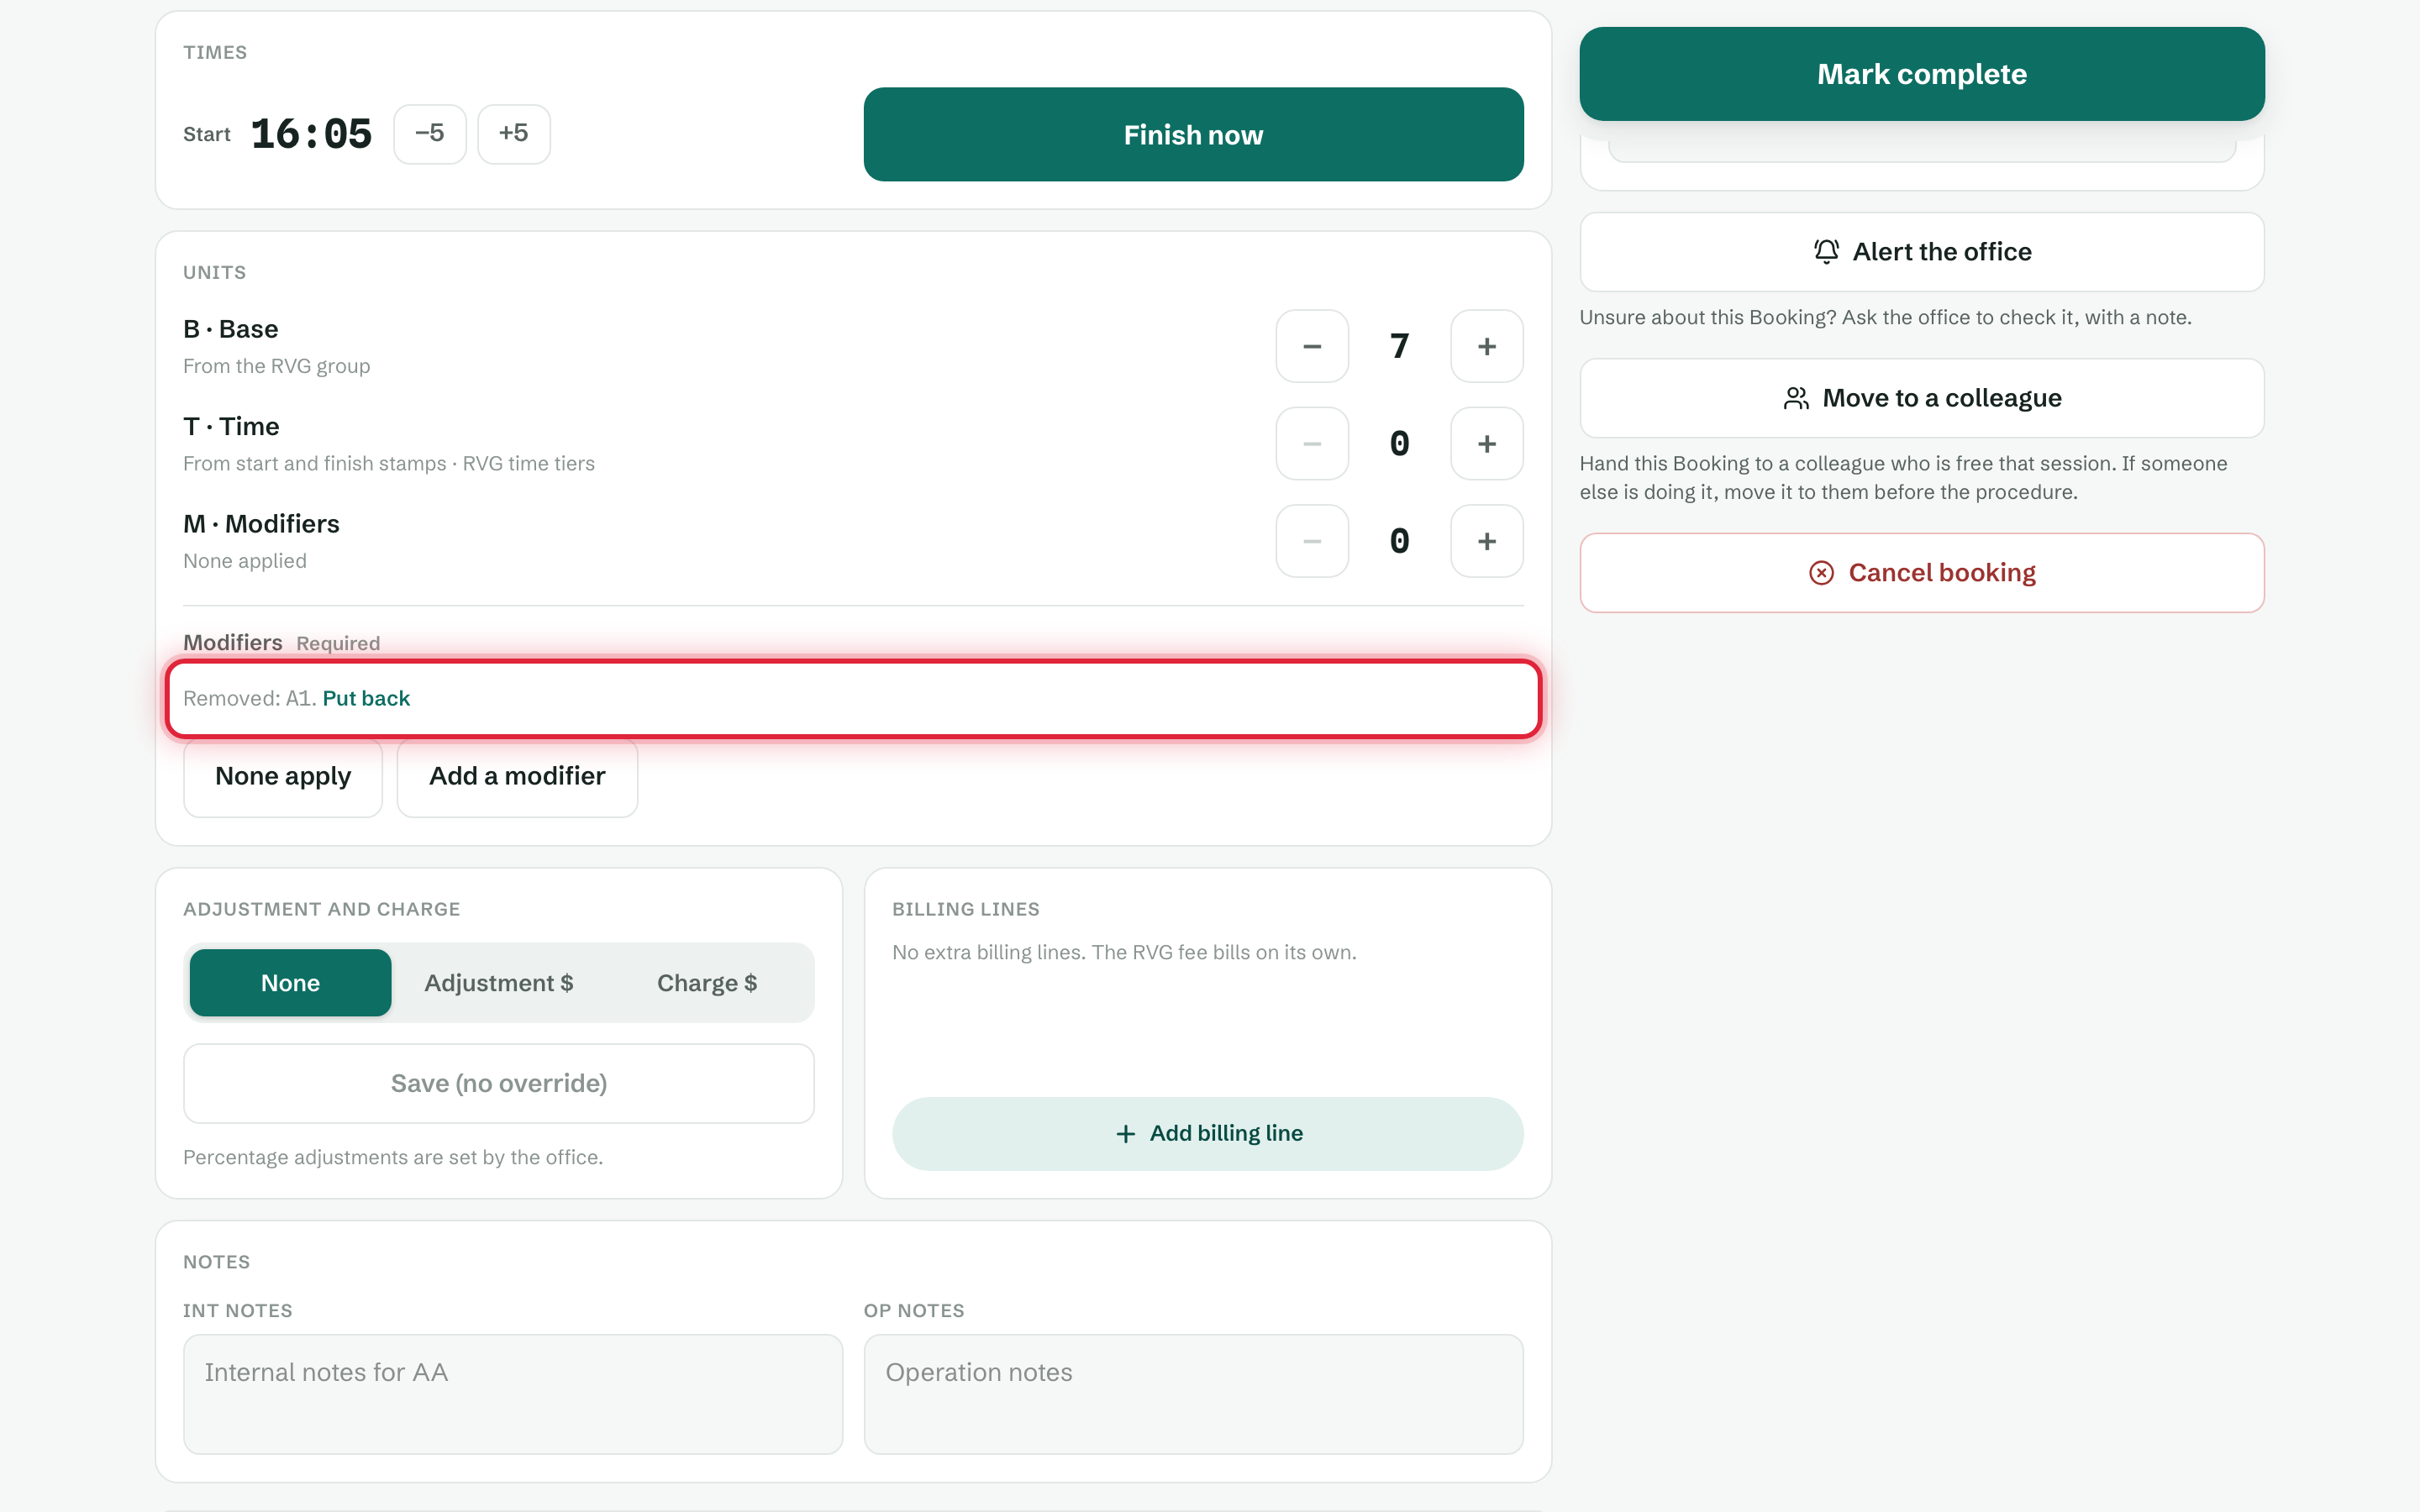 TIMES
Start 16:05 −5 +5
Finish now
UNITS
B · Base
From the RVG group
− 7 +
T · Time
From start and finish stamps · RVG time tiers
− 0 +
M · Modifiers
None applied
− 0 +
Modifiers Required
Removed: A1. Put back
None apply
Add a modifier
ADJUSTMENT AND CHARGE
None Adjustment $ Charge $
Save (no override)
Percentage adjustments are set by the office.
BILLING LINES
No extra billing lines. The RVG fee bills on its own.
+ Add billing line
NOTES
INT NOTES
Internal notes for AA
OP NOTES
Operation notes
Mark complete
Alert the office
Unsure about this Booking? Ask the office to check it, with a note.
Move to a colleague
Hand this Booking to a colleague who is free that session. If someone
else is doing it, move it to them before the procedure.
Cancel booking